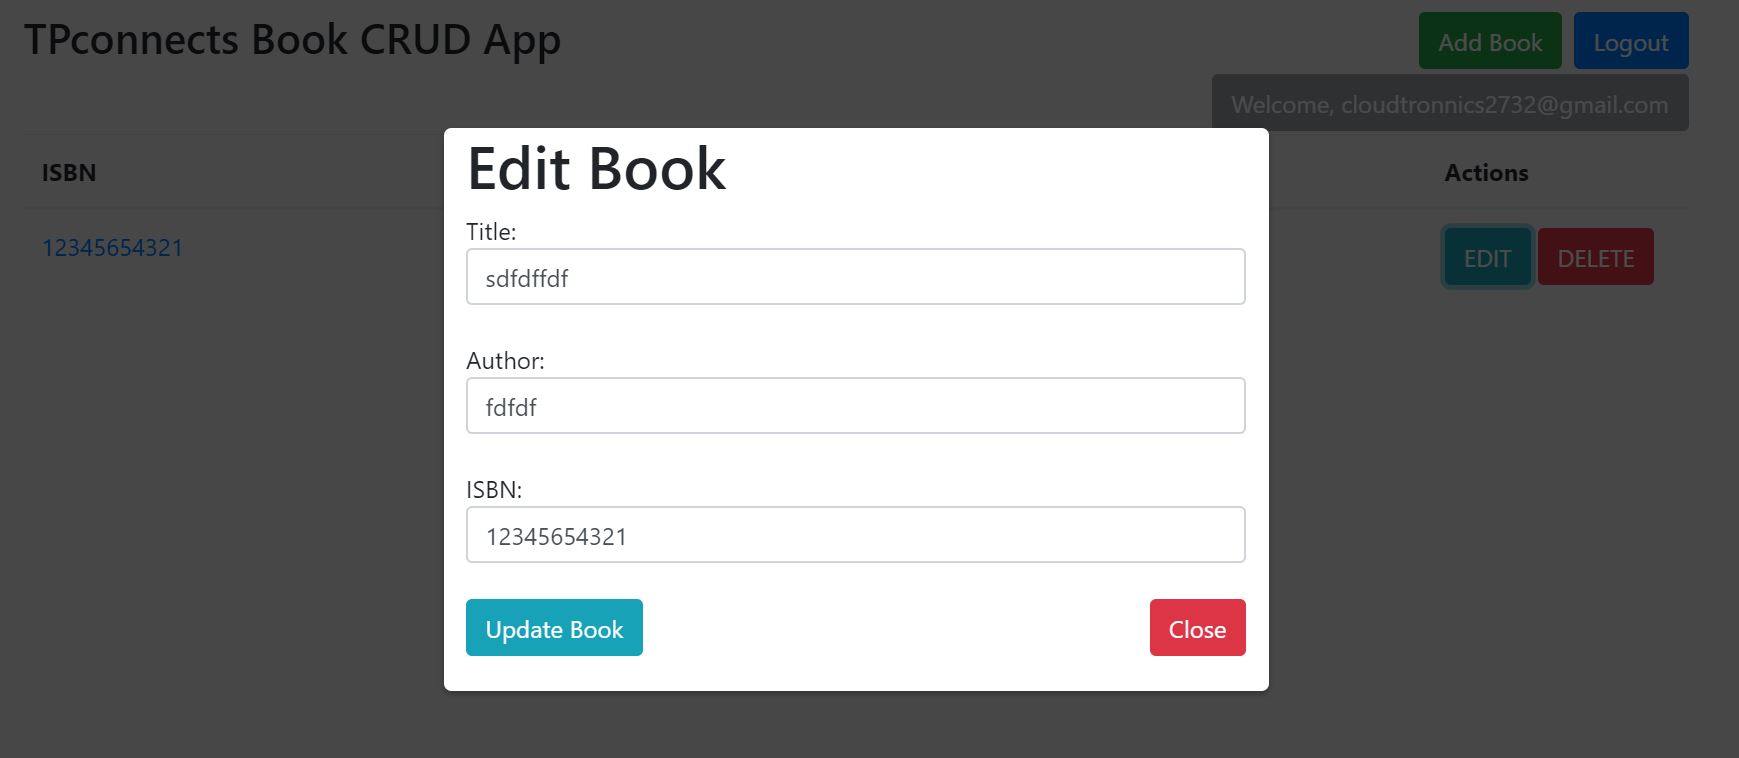 TPconnects Book CRUD App
Add Book Logout
Welcome, cloudtronnics2732@gmail.com
ISBN Actions
12345654321 EDIT DELETE
Edit Book
Title:
sdfdffdf
Author:
fdfdf
ISBN:
12345654321
Update Book Close